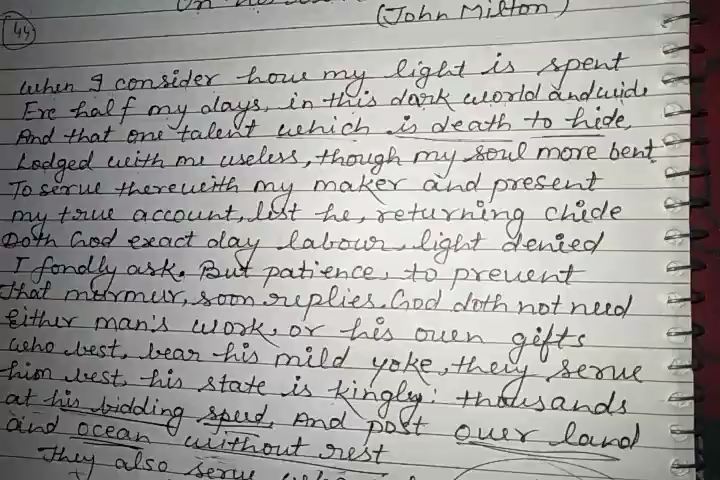 On his
(John Milton)
44
When I consider how my light is spent
Ere half my days, in this dark world and wide
And that one talent which is death to hide,
Lodged with me useless, though my soul more bent
To serve therewith my maker and present
my true account, lest he, returning chide
Doth God exact day labour, light denied
I fondly ask. But patience, to prevent
that murmur, soon replies. God doth not need
Either man's work, or his own gifts
who best, bear his mild yoke, they serve
him best, his state is kingly: thousands
at his bidding speed, And post over land
and ocean without rest
They also serve who